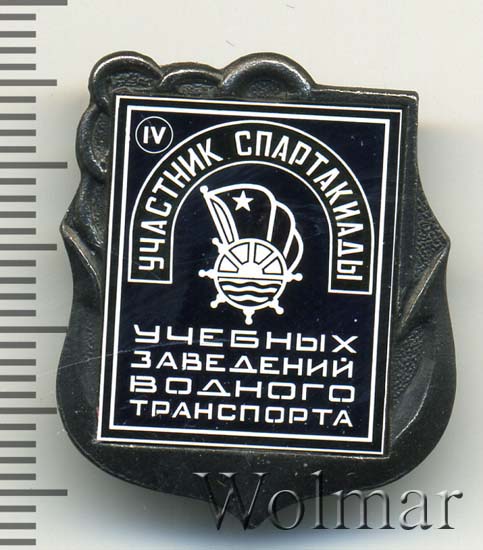 IV
УЧАСТНИК СПАРТАКИАДЫ
УЧЕБНЫХ
ЗАВЕДЕНИЙ
ВОДНОГО
ТРАНСПОРТА
Wolmar